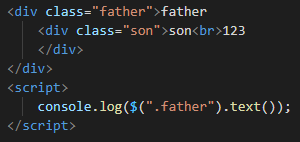 <div class="father">father
<div class="son">son<br>123
</div>
</div>
<script>
console.log($(".father").text());
</script>